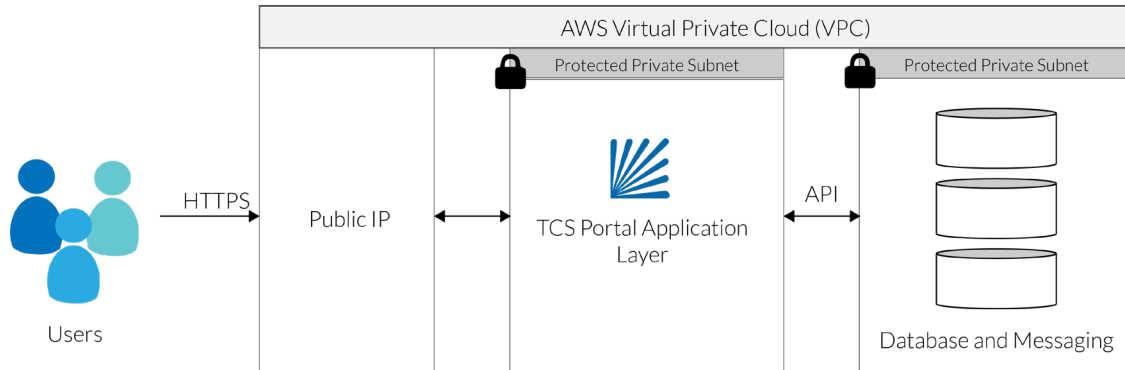 AWS Virtual Private Cloud (VPC)
Protected Private Subnet
Protected Private Subnet
HTTPS
Public IP
TCS Portal Application
Layer
API
Users
Database and Messaging